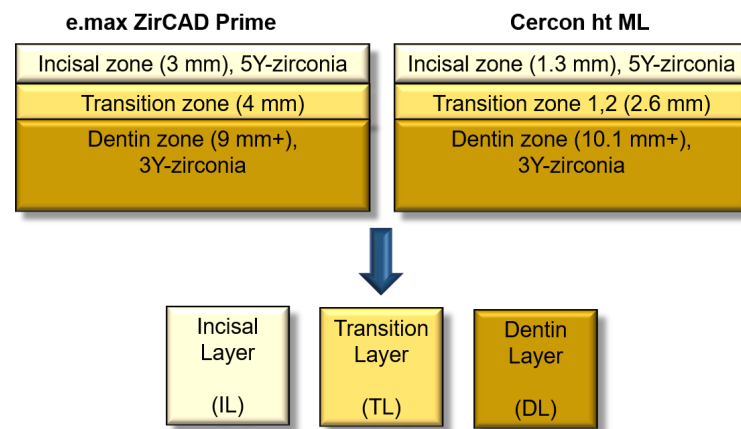 e.max ZirCAD Prime
Incisal zone (3 mm), 5Y-zirconia
Transition zone (4 mm)
Dentin zone (9 mm+),
3Y-zirconia
Cercon ht ML
Incisal zone (1.3 mm), 5Y-zirconia
Transition zone 1,2 (2.6 mm)
Dentin zone (10.1 mm+),
3Y-zirconia
Incisal
Layer
(IL)
Transition
Layer
(TL)
Dentin
Layer
(DL)